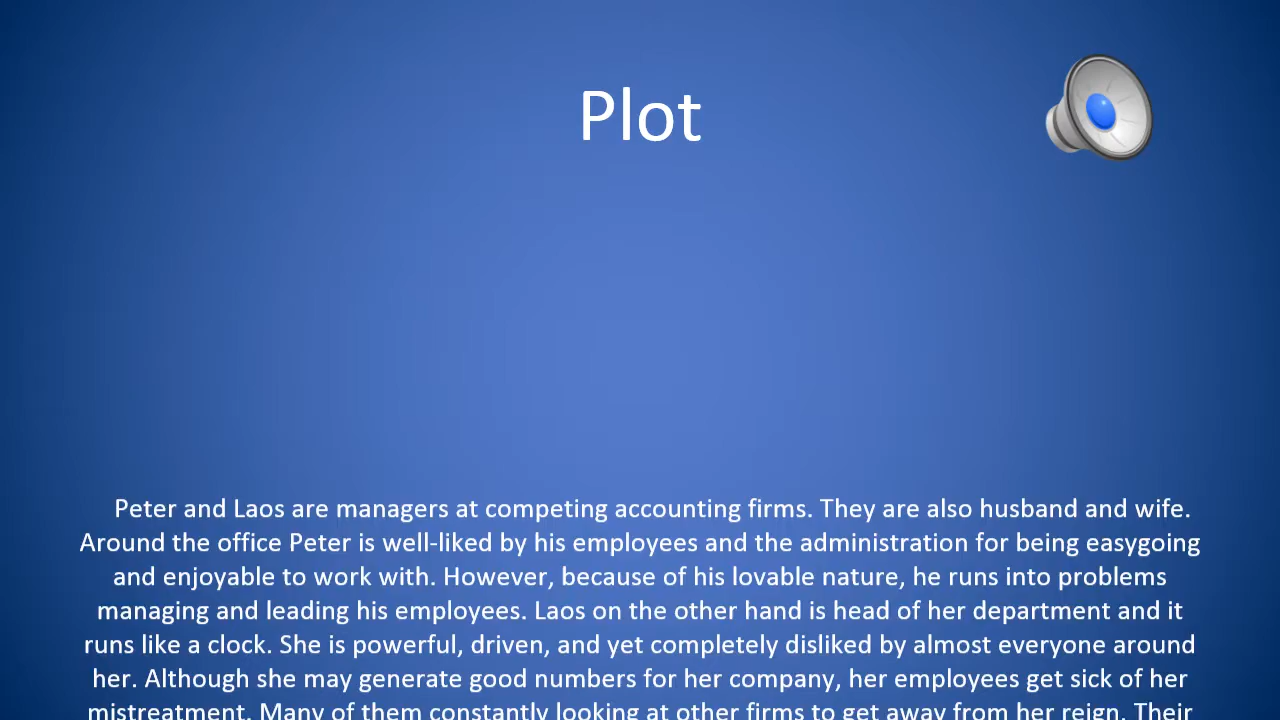 Plot
Peter and Laos are managers at competing accounting firms. They are also husband and wife.
Around the office Peter is well-liked by his employees and the administration for being easygoing
and enjoyable to work with. However, because of his lovable nature, he runs into problems
managing and leading his employees. Laos on the other hand is head of her department and it
runs like a clock. She is powerful, driven, and yet completely disliked by almost everyone around
her. Although she may generate good numbers for her company, her employees get sick of her
mistreatment. Many of them constantly looking at other firms to get away from her reign. Their